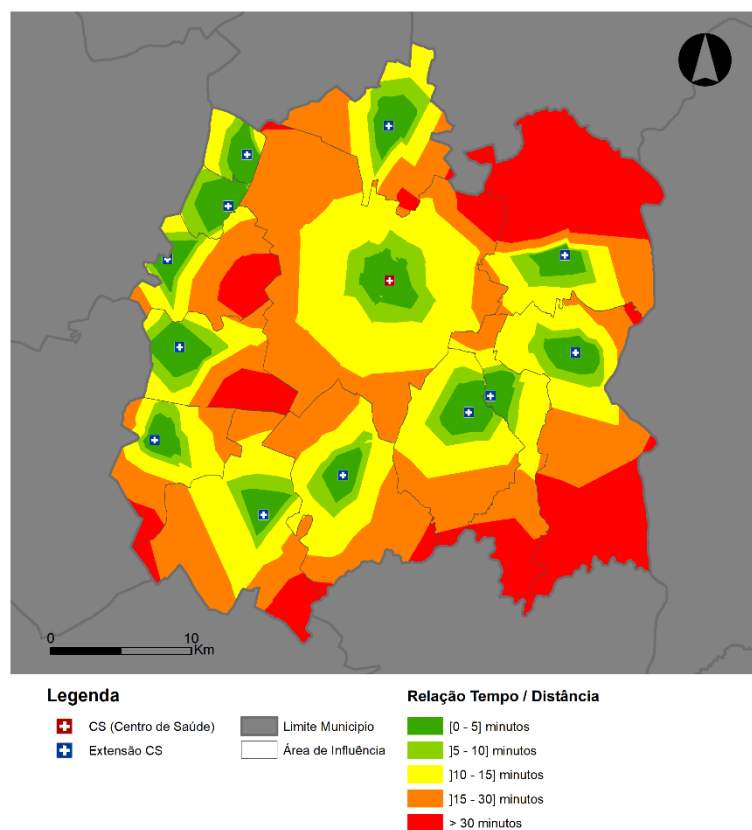 0 10
Km
Legenda
CS (Centro de Saúde)
Extensão CS
Limite Municipio
Área de Influência
Relação Tempo / Distância
[0 - 5] minutos
]5 - 10] minutos
]10 - 15] minutos
]15 - 30] minutos
> 30 minutos